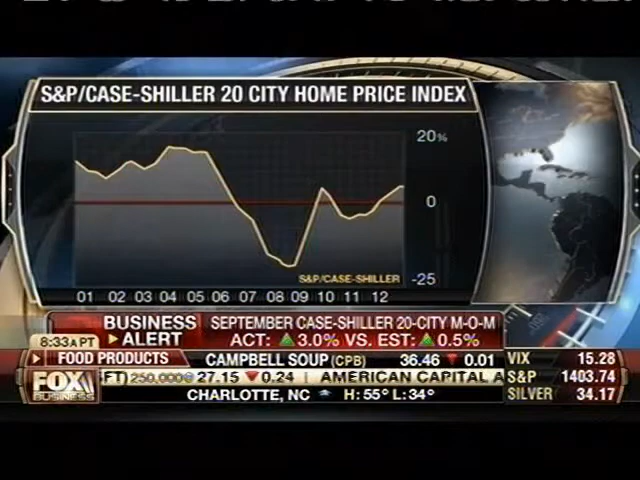 S&P/CASE-SHILLER 20 CITY HOME PRICE INDEX
20%
0
-25
S&P/CASE-SHILLER
01 02 03 04 05 06 07 08 09 10 11 12
BUSINESS ALERT
SEPTEMBER CASE-SHILLER 20-CITY M-O-M
ACT: ▲ 3.0% VS. EST: ▲ 0.5%
8:33A PT
FOOD PRODUCTS CAMPBELL SOUP (CPB) 36.46 ▼ 0.01
FT) 250,000@ 27.15 ▼ 0.24 | AMERICAN CAPITAL A
CHARLOTTE, NC H: 55° L: 34°
FOX
BUSINESS
VIX 15.28
S&P 1403.74
SILVER 34.17